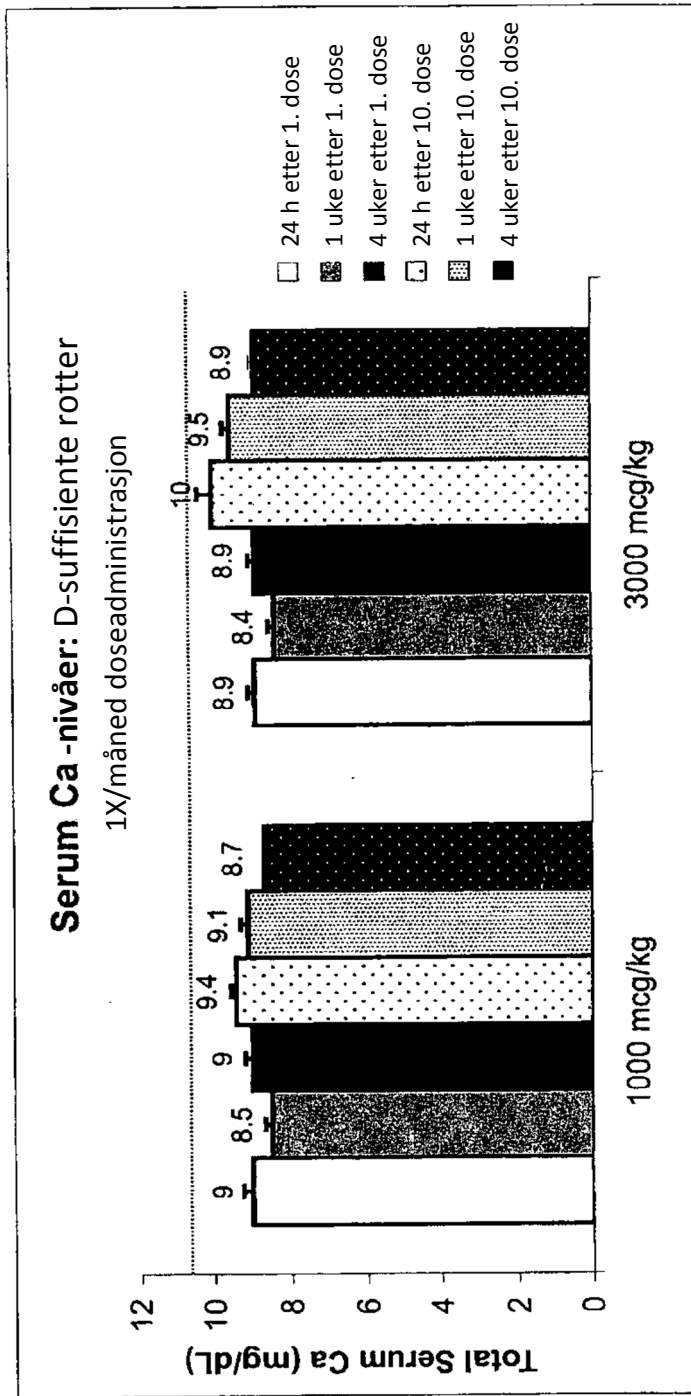 Serum Ca -nivåer: D-suffisiente rotter
1X/måned doseadministrasjon
Total Serum Ca (mg/dL)
12
10
8
6
4
2
0
9
8.5
9
9.4
9.1
8.7
8.9
8.4
8.9
10
9.5
8.9
1000 mcg/kg
3000 mcg/kg
24 h etter 1. dose
1 uke etter 1. dose
4 uker etter 1. dose
24 h etter 10. dose
1 uke etter 10. dose
4 uker etter 10. dose